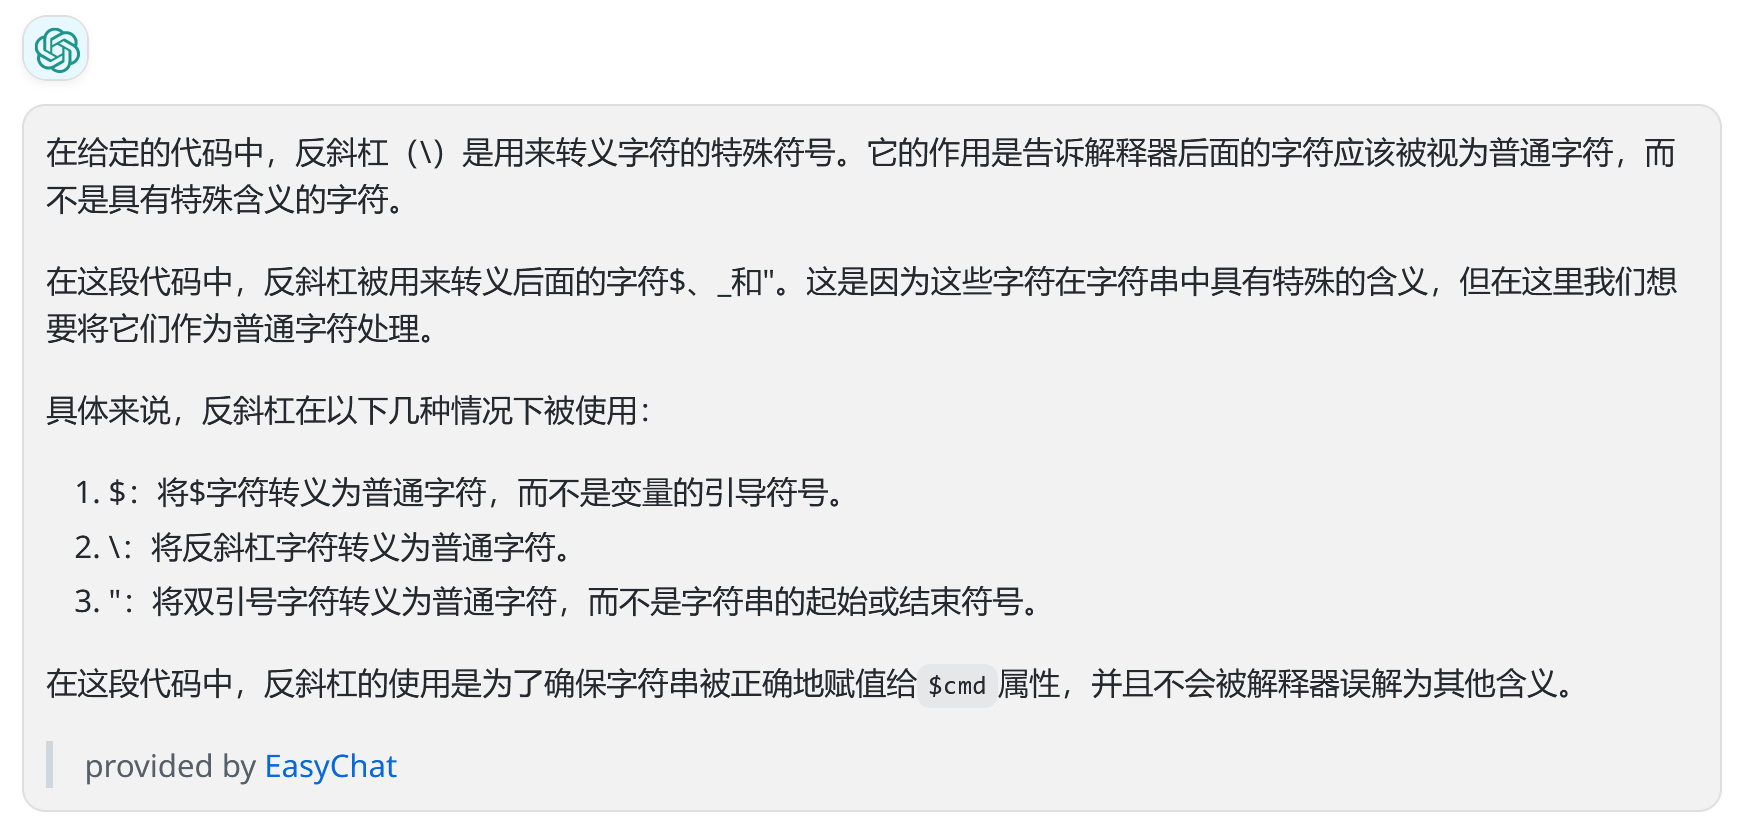 在给定的代码中，反斜杠（\）是用来转义字符的特殊符号。它的作用是告诉解释器后面的字符应该被视为普通字符，而
不是具有特殊含义的字符。
在这段代码中，反斜杠被用来转义后面的字符$、_和"。这是因为这些字符在字符串中具有特殊的含义，但在这里我们想
要将它们作为普通字符处理。
具体来说，反斜杠在以下几种情况下被使用：
1. $：将$字符转义为普通字符，而不是变量的引导符号。
2. \：将反斜杠字符转义为普通字符。
3. "：将双引号字符转义为普通字符，而不是字符串的起始或结束符号。
在这段代码中，反斜杠的使用是为了确保字符串被正确地赋值给$cmd属性，并且不会被解释器误解为其他含义。
provided by EasyChat